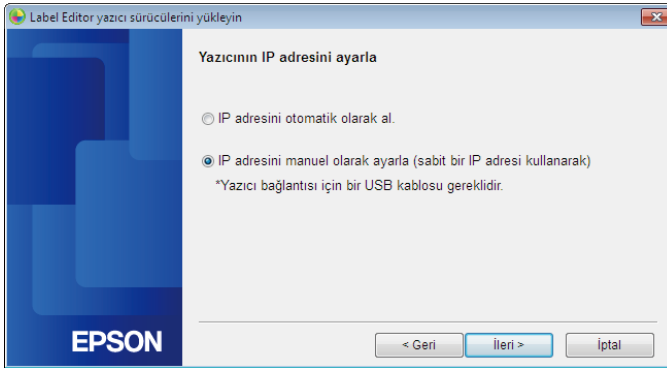 Label Editor yazıcı sürücülerini yükleyin
Yazıcının IP adresini ayarla
IP adresini otomatik olarak al.
IP adresini manuel olarak ayarla (sabit bir IP adresi kullanarak)
*Yazıcı bağlantısı için bir USB kablosu gereklidir.
EPSON
< Geri
İleri >
İptal